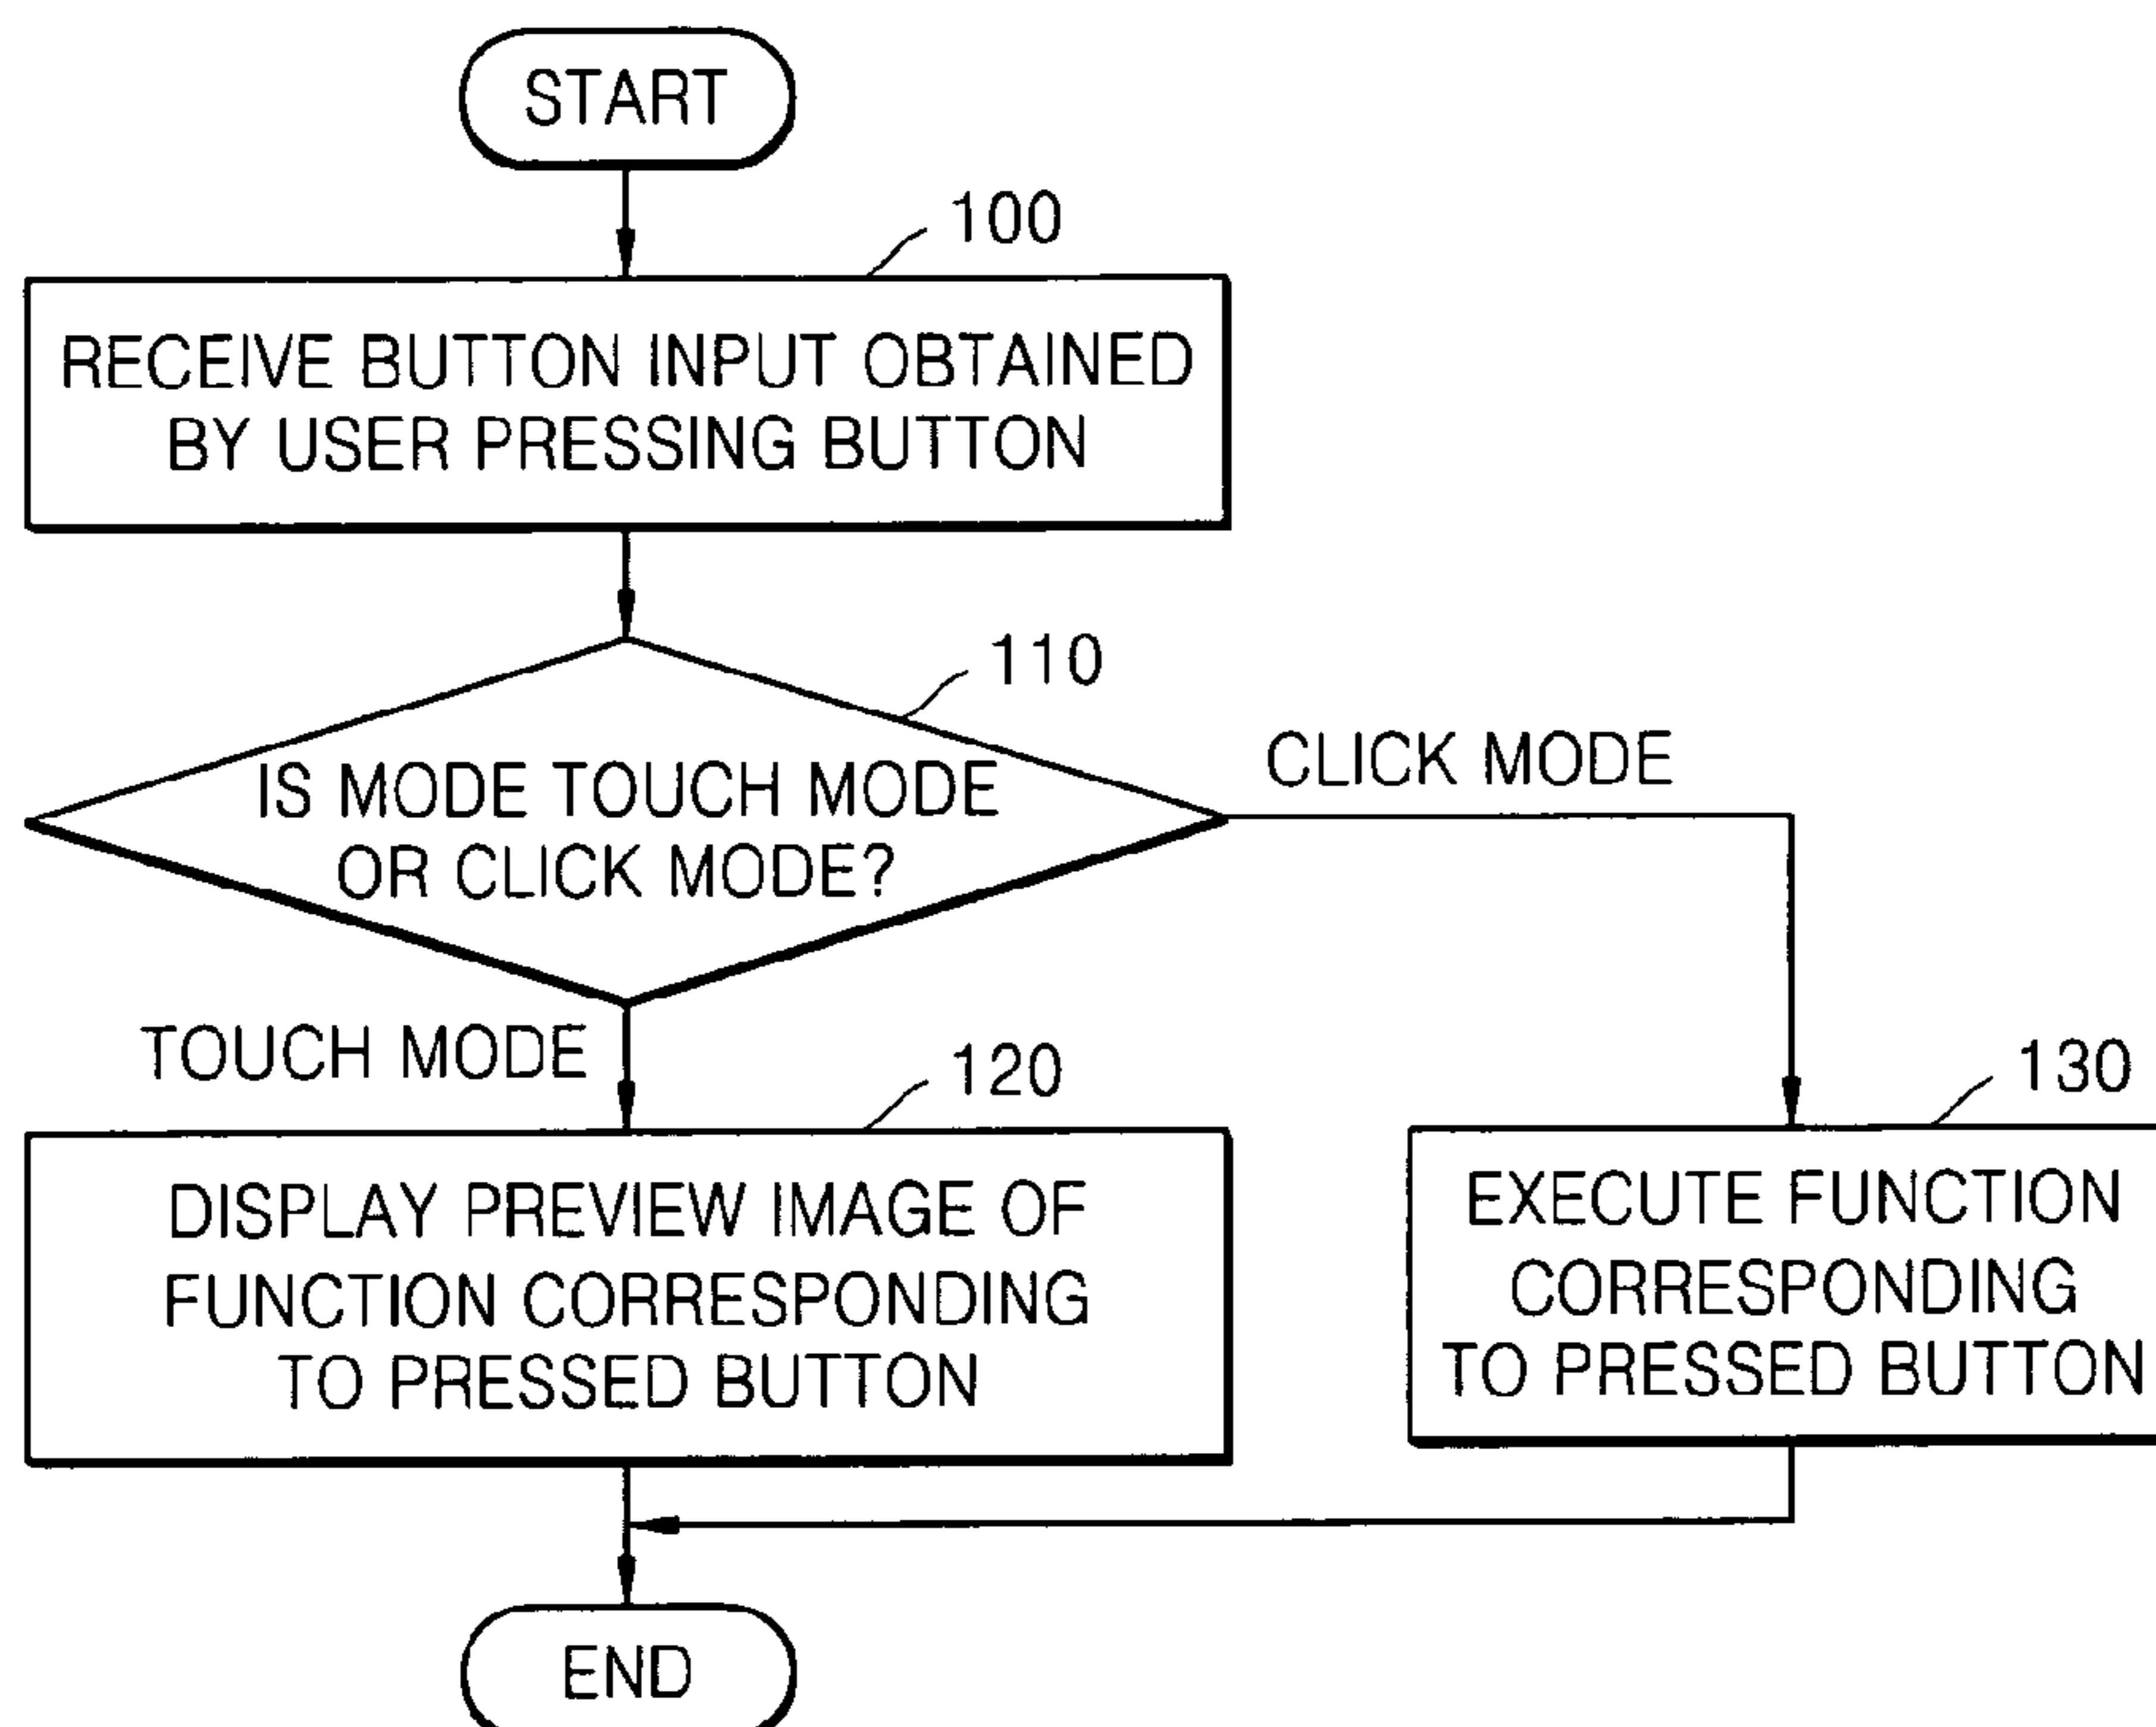 START
100
RECEIVE BUTTON INPUT OBTAINED
BY USER PRESSING BUTTON
110
IS MODE TOUCH MODE
OR CLICK MODE?
CLICK MODE
TOUCH MODE
120
DISPLAY PREVIEW IMAGE OF
FUNCTION CORRESPONDING
TO PRESSED BUTTON
130
EXECUTE FUNCTION
CORRESPONDING
TO PRESSED BUTTON
END